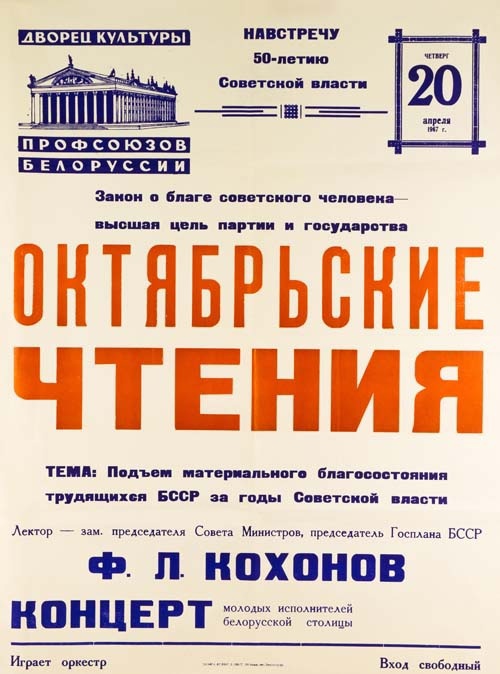 ДВОРЕЦ КУЛЬТУРЫ
ПРОФСОЮЗОВ
БЕЛОРУССИИ
НАВСТРЕЧУ
50-летию
Советской власти
ЧЕТВЕРГ
20
апреля
1967 г.
Закон о благе советского человека—
высшая цель партии и государства
ОКТЯБРЬСКИЕ
ЧТЕНИЯ
ТЕМА: Подъем материального благосостояния
трудящихся БССР за годы Советской власти
Лектор — зам. председателя Совета Министров, председатель Госплана БССР
Ф. Л. КОХОНОВ
КОНЦЕРТ молодых исполнителей
белорусской столицы
Играет оркестр
Вход свободный